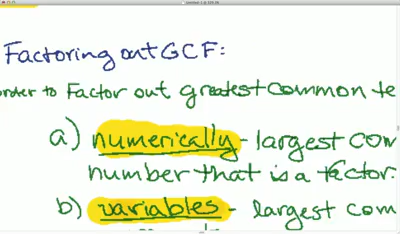 Factoring out GCF:
order to Factor out greatest common te
a) numerically - largest com
number that is a factor.
b) variables - largest com